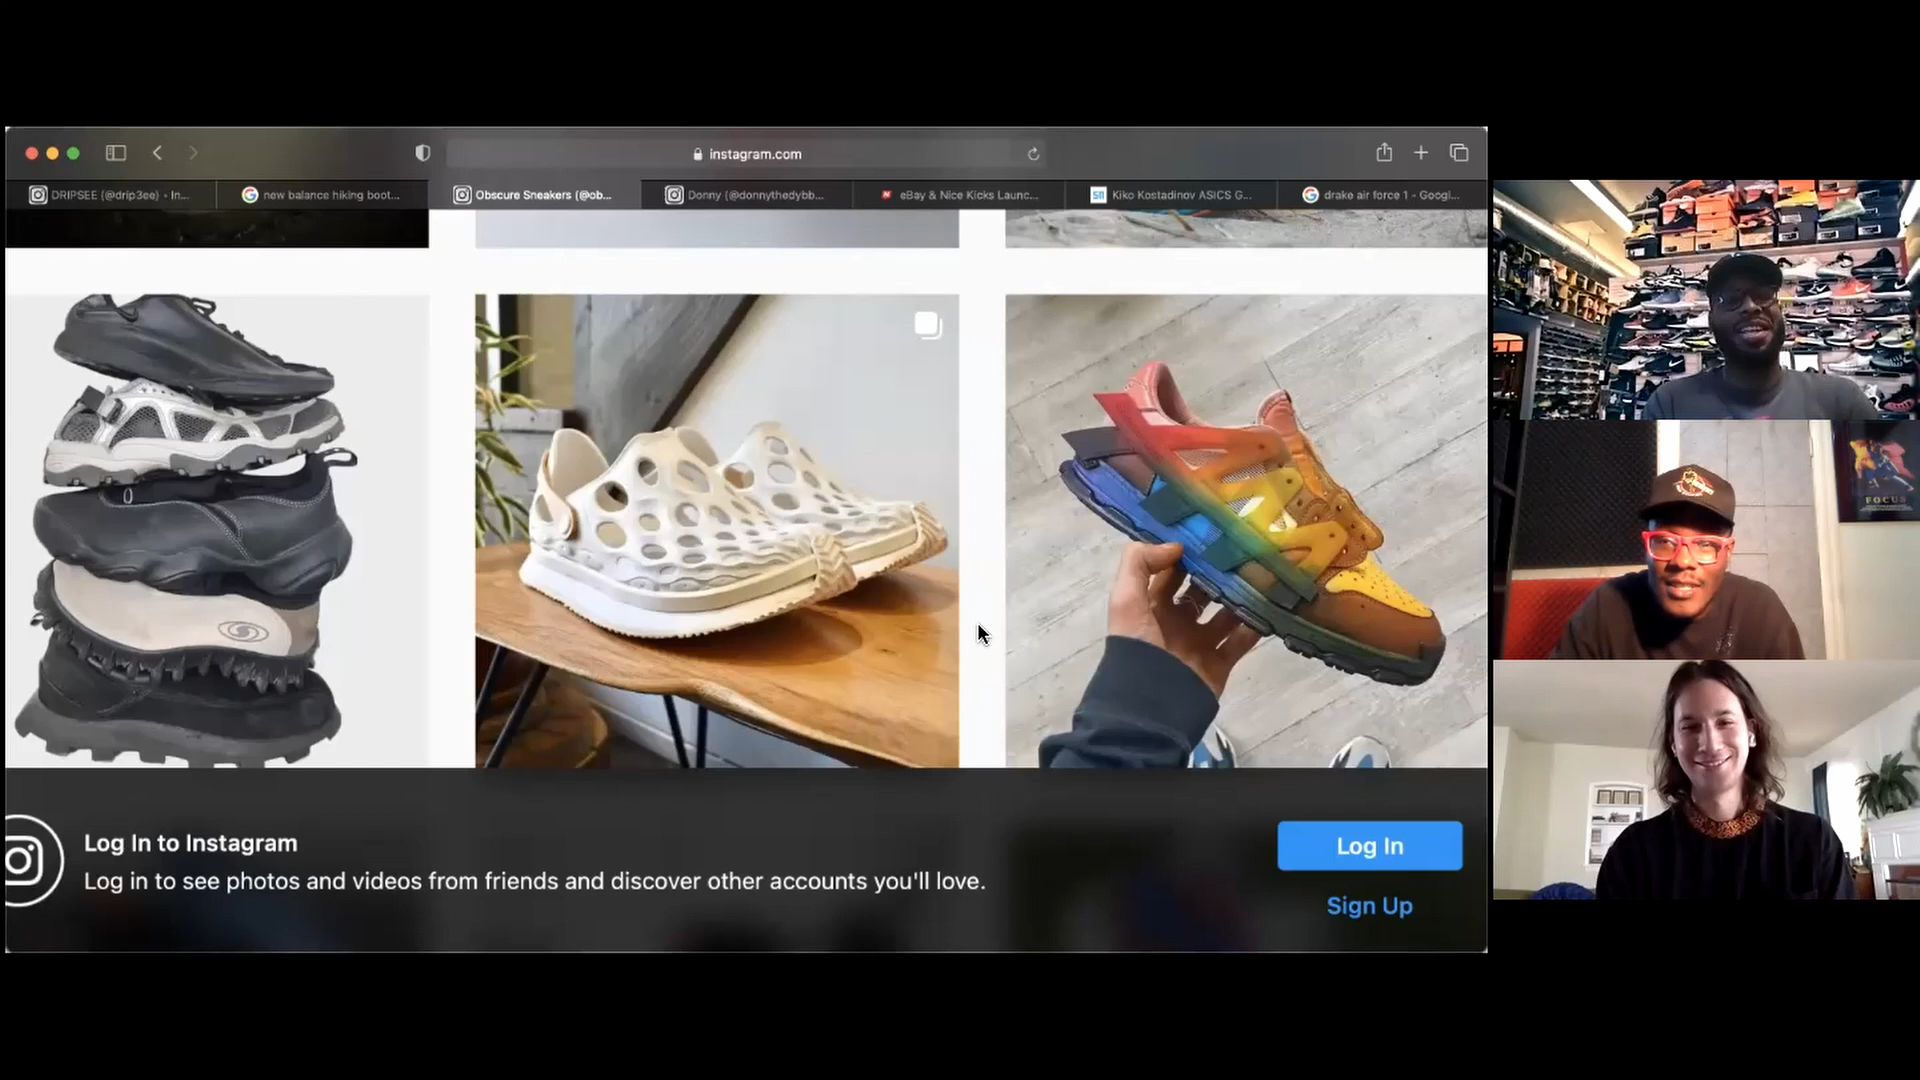 instagram.com
DRIPSEE (@drip3ee) • In...
new balance hiking boot...
Obscure Sneakers (@ob...
Donny (@donnythedybb...
eBay & Nice Kicks Launc...
Kiko Kostadinov ASICS G...
drake air force 1 - Googl...
FOCUS
Log In to Instagram
Log in to see photos and videos from friends and discover other accounts you'll love.
Log In
Sign Up